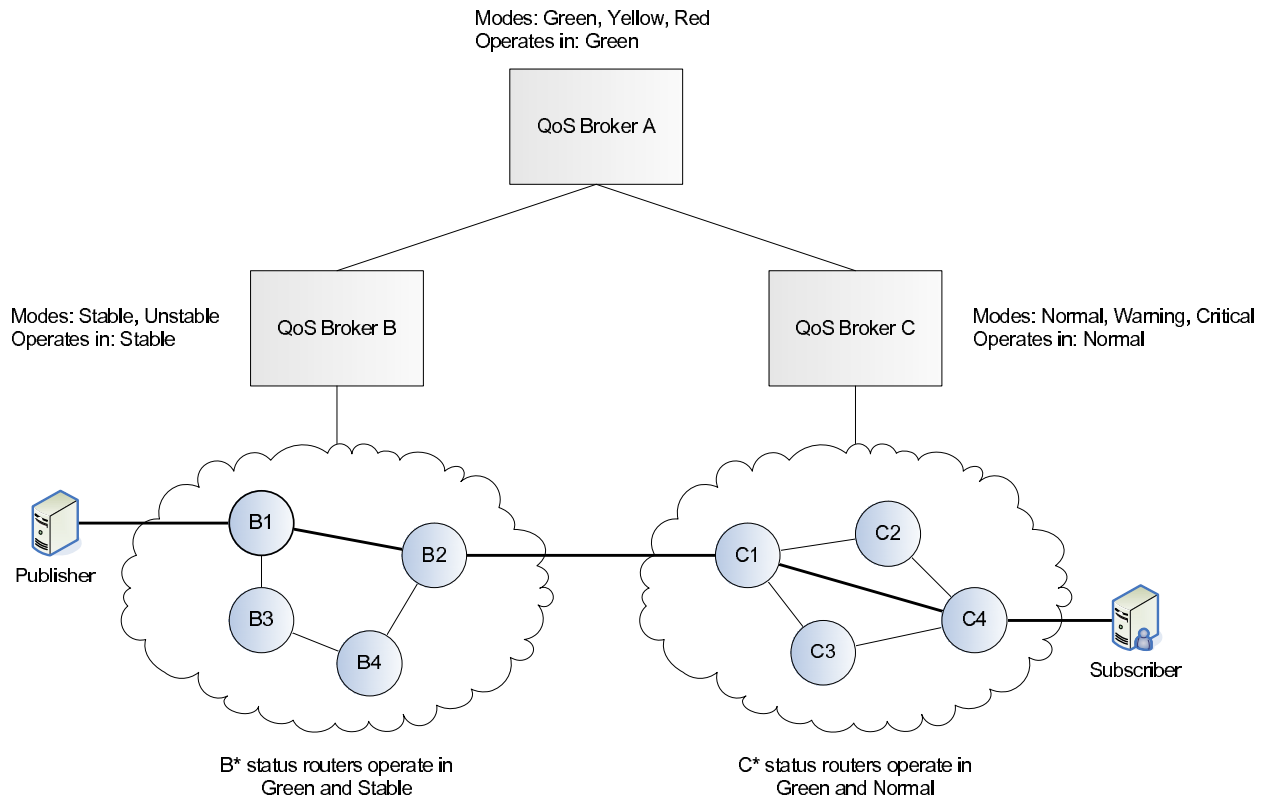 Modes: Green, Yellow, Red
Operates in: Green
QoS Broker A
Modes: Stable, Unstable
Operates in: Stable
QoS Broker B
QoS Broker C
Modes: Normal, Warning, Critical
Operates in: Normal
Publisher
B1
B2
B3
B4
C1
C2
C3
C4
Subscriber
B* status routers operate in
Green and Stable
C* status routers operate in
Green and Normal